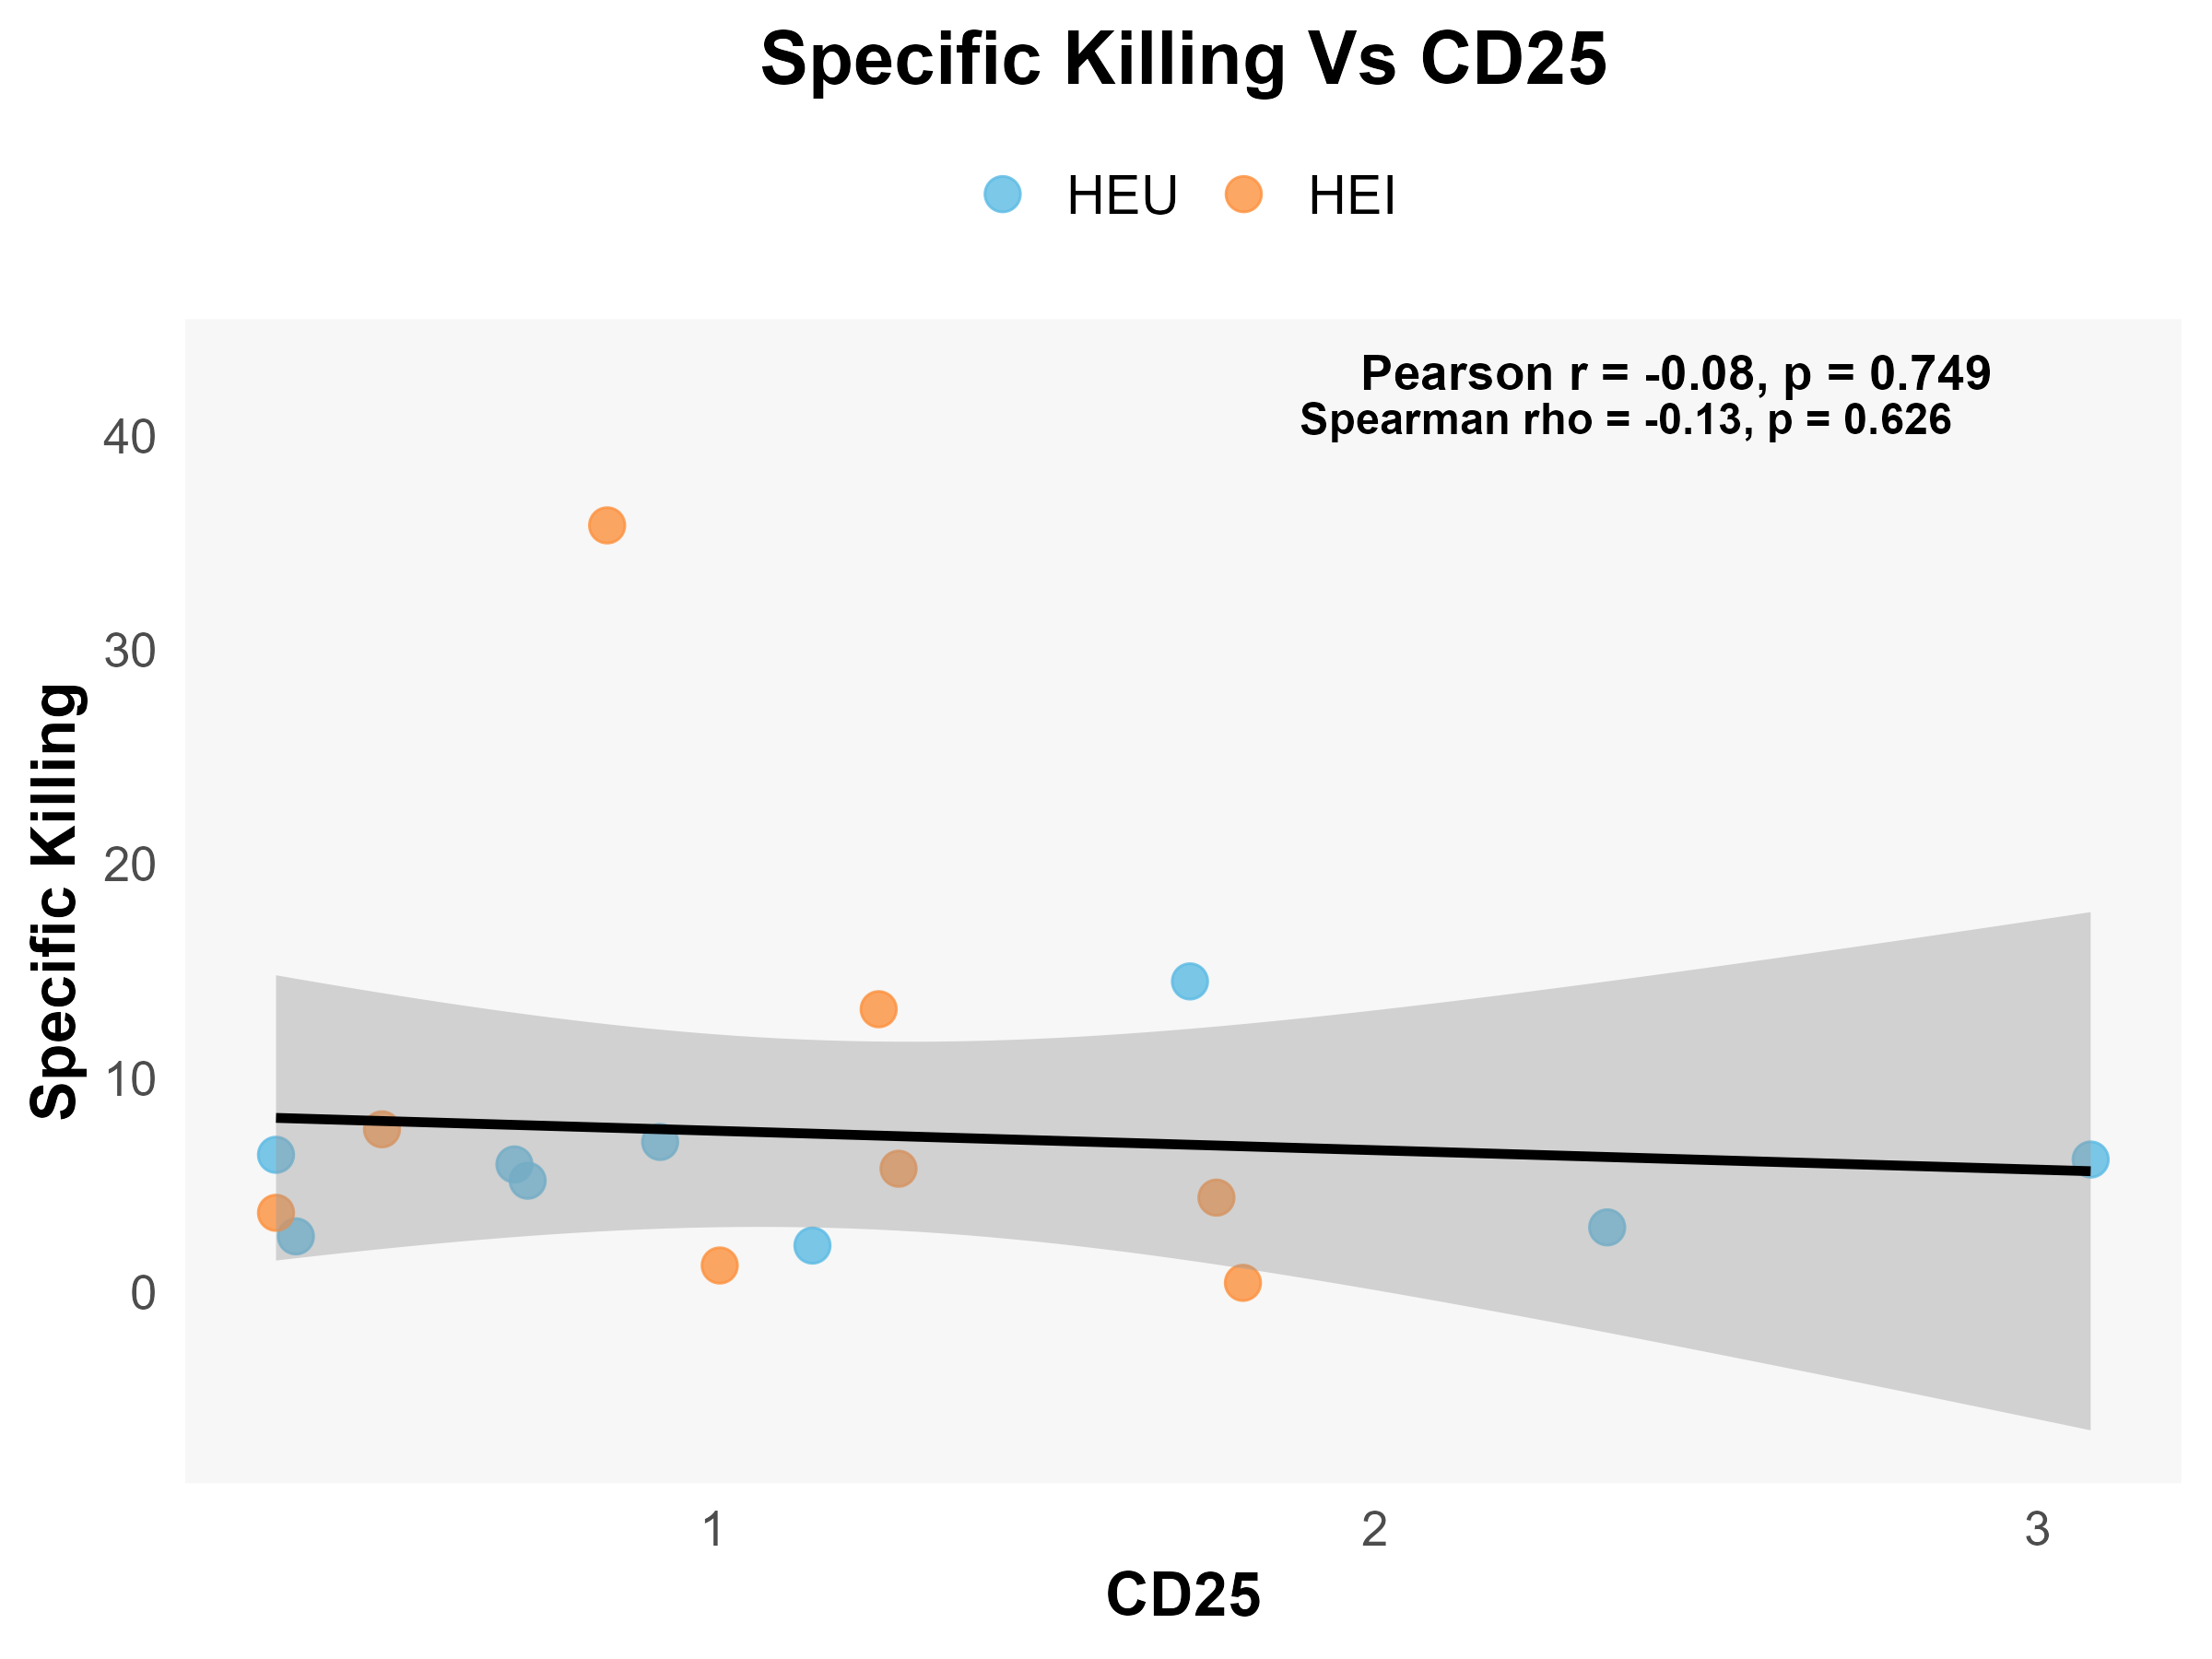 Specific Killing Vs CD25
HEU HEI
Pearson r = -0.08, p = 0.749
Spearman rho = -0.13, p = 0.626
Specific Killing
40
30
20
10
0
1 2 3
CD25